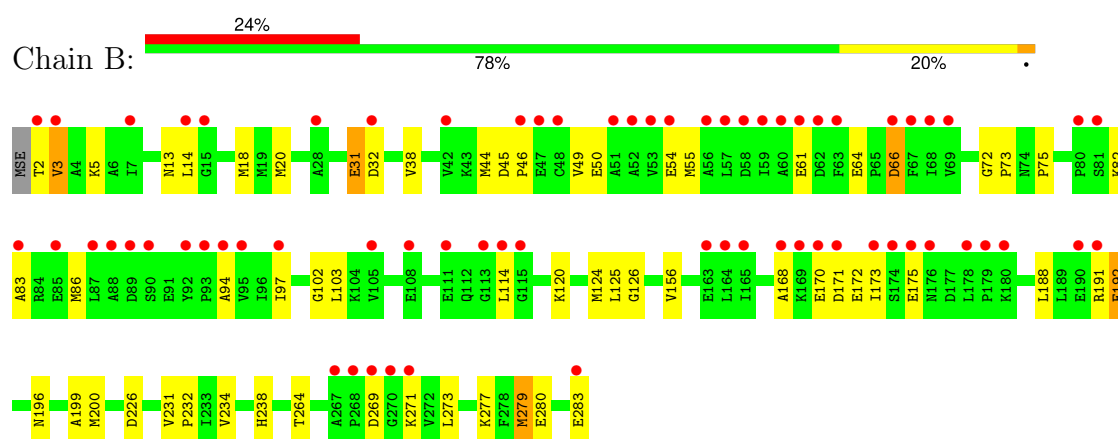 24%
Chain B:
78% 20% •
MSE T2 V3 A4 K5 A6 I7 N13 L14 G15 M18 M19 M20 A28 E31 D32 V38 V42 K43 M44 D45 P46 E47 C48 V49 E50 A51 A52 V53 E54 M55 A56 L57 D58 I59 A60 E61 D62 F63 E64 P65 D66 F67 I68 V69 G72 P73 N74 P75 P80 S81 K82
A83 R84 E85 M86 L87 A88 D89 S90 E91 Y92 P93 A94 V95 I96 I97 G102 L103 K104 V105 E108 E111 Q112 G113 L114 G115 K120 M124 L125 G126 V156 E163 L164 I165 A168 K169 E170 D171 E172 I173 S174 E175 N176 D177 L178 P179 K180 L188 L189 E190 R191 E192
N196 A199 M200 D226 V231 P232 I233 V234 H238 T264 A267 P268 D269 G270 K271 V272 L273 K277 F278 M279 E280 E283